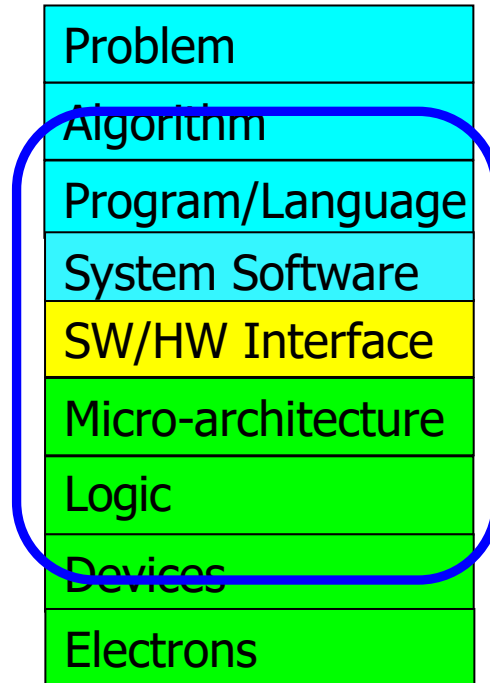 Problem
Algorithm
Program/Language
System Software
SW/HW Interface
Micro-architecture
Logic
Devices
Electrons